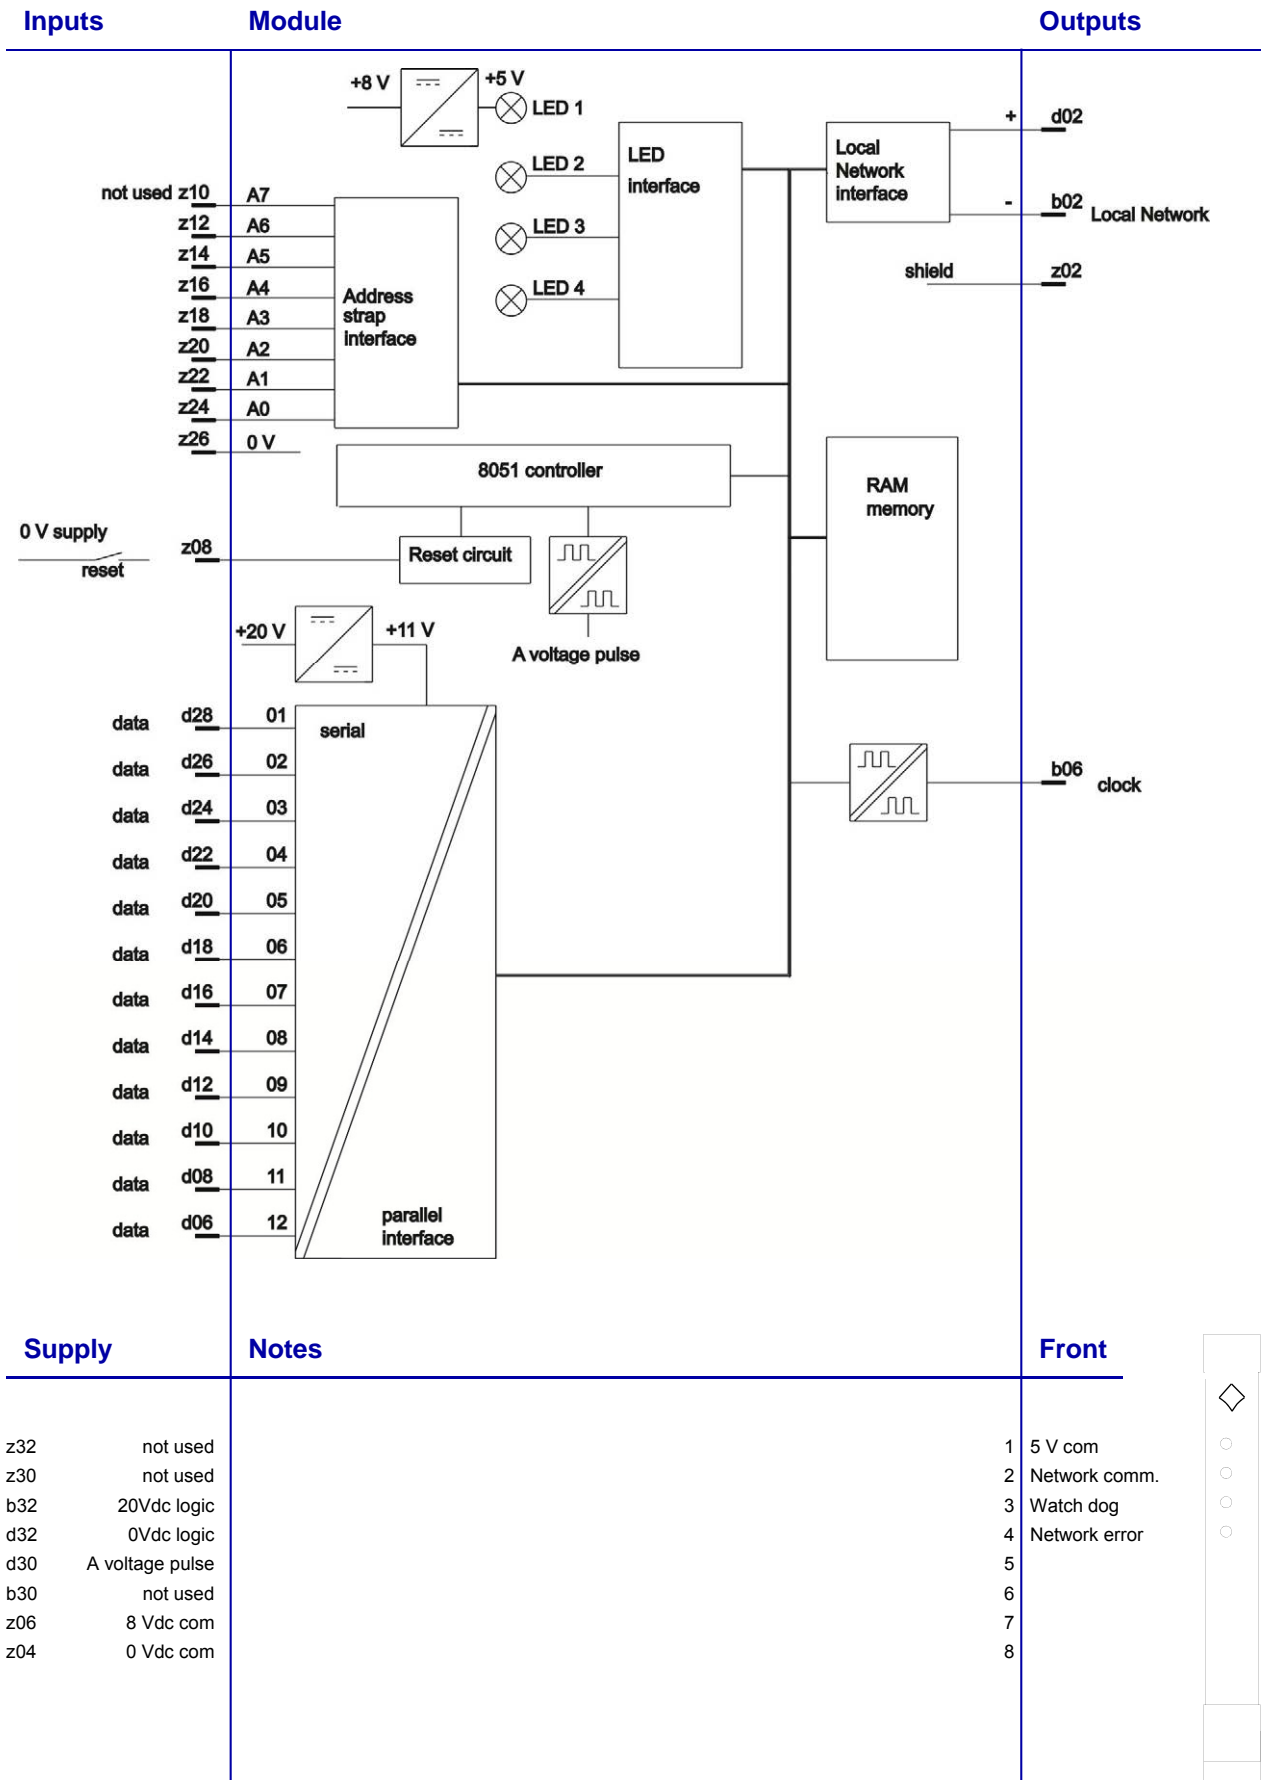 Inputs Module Outputs
+8 V +5 V
LED 1
d02
+
LED 2
LED
interface
Local
Network
interface
not used z10 A7
- b02 Local Network
z12 A6
LED 3
z14 A5
shield z02
z16 A4
LED 4
Address
strap
interface
z18 A3
z20 A2
z22 A1
z24 A0
z26 0 V
8051 controller
RAM
memory
0 V supply
reset
z08
Reset circuit
+20 V +11 V
A voltage pulse
data d28 01
serial
data d26 02
b06 clock
data d24 03
data d22 04
data d20 05
data d18 06
data d16 07
data d14 08
data d12 09
data d10 10
data d08 11
data d06 12
parallel
interface
Supply Notes Front
z32 not used 1 5 V com
z30 not used 2 Network comm.
b32 20Vdc logic 3 Watch dog
d32 0Vdc logic 4 Network error
d30 A voltage pulse 5
b30 not used 6
z06 8 Vdc com 7
z04 0 Vdc com 8